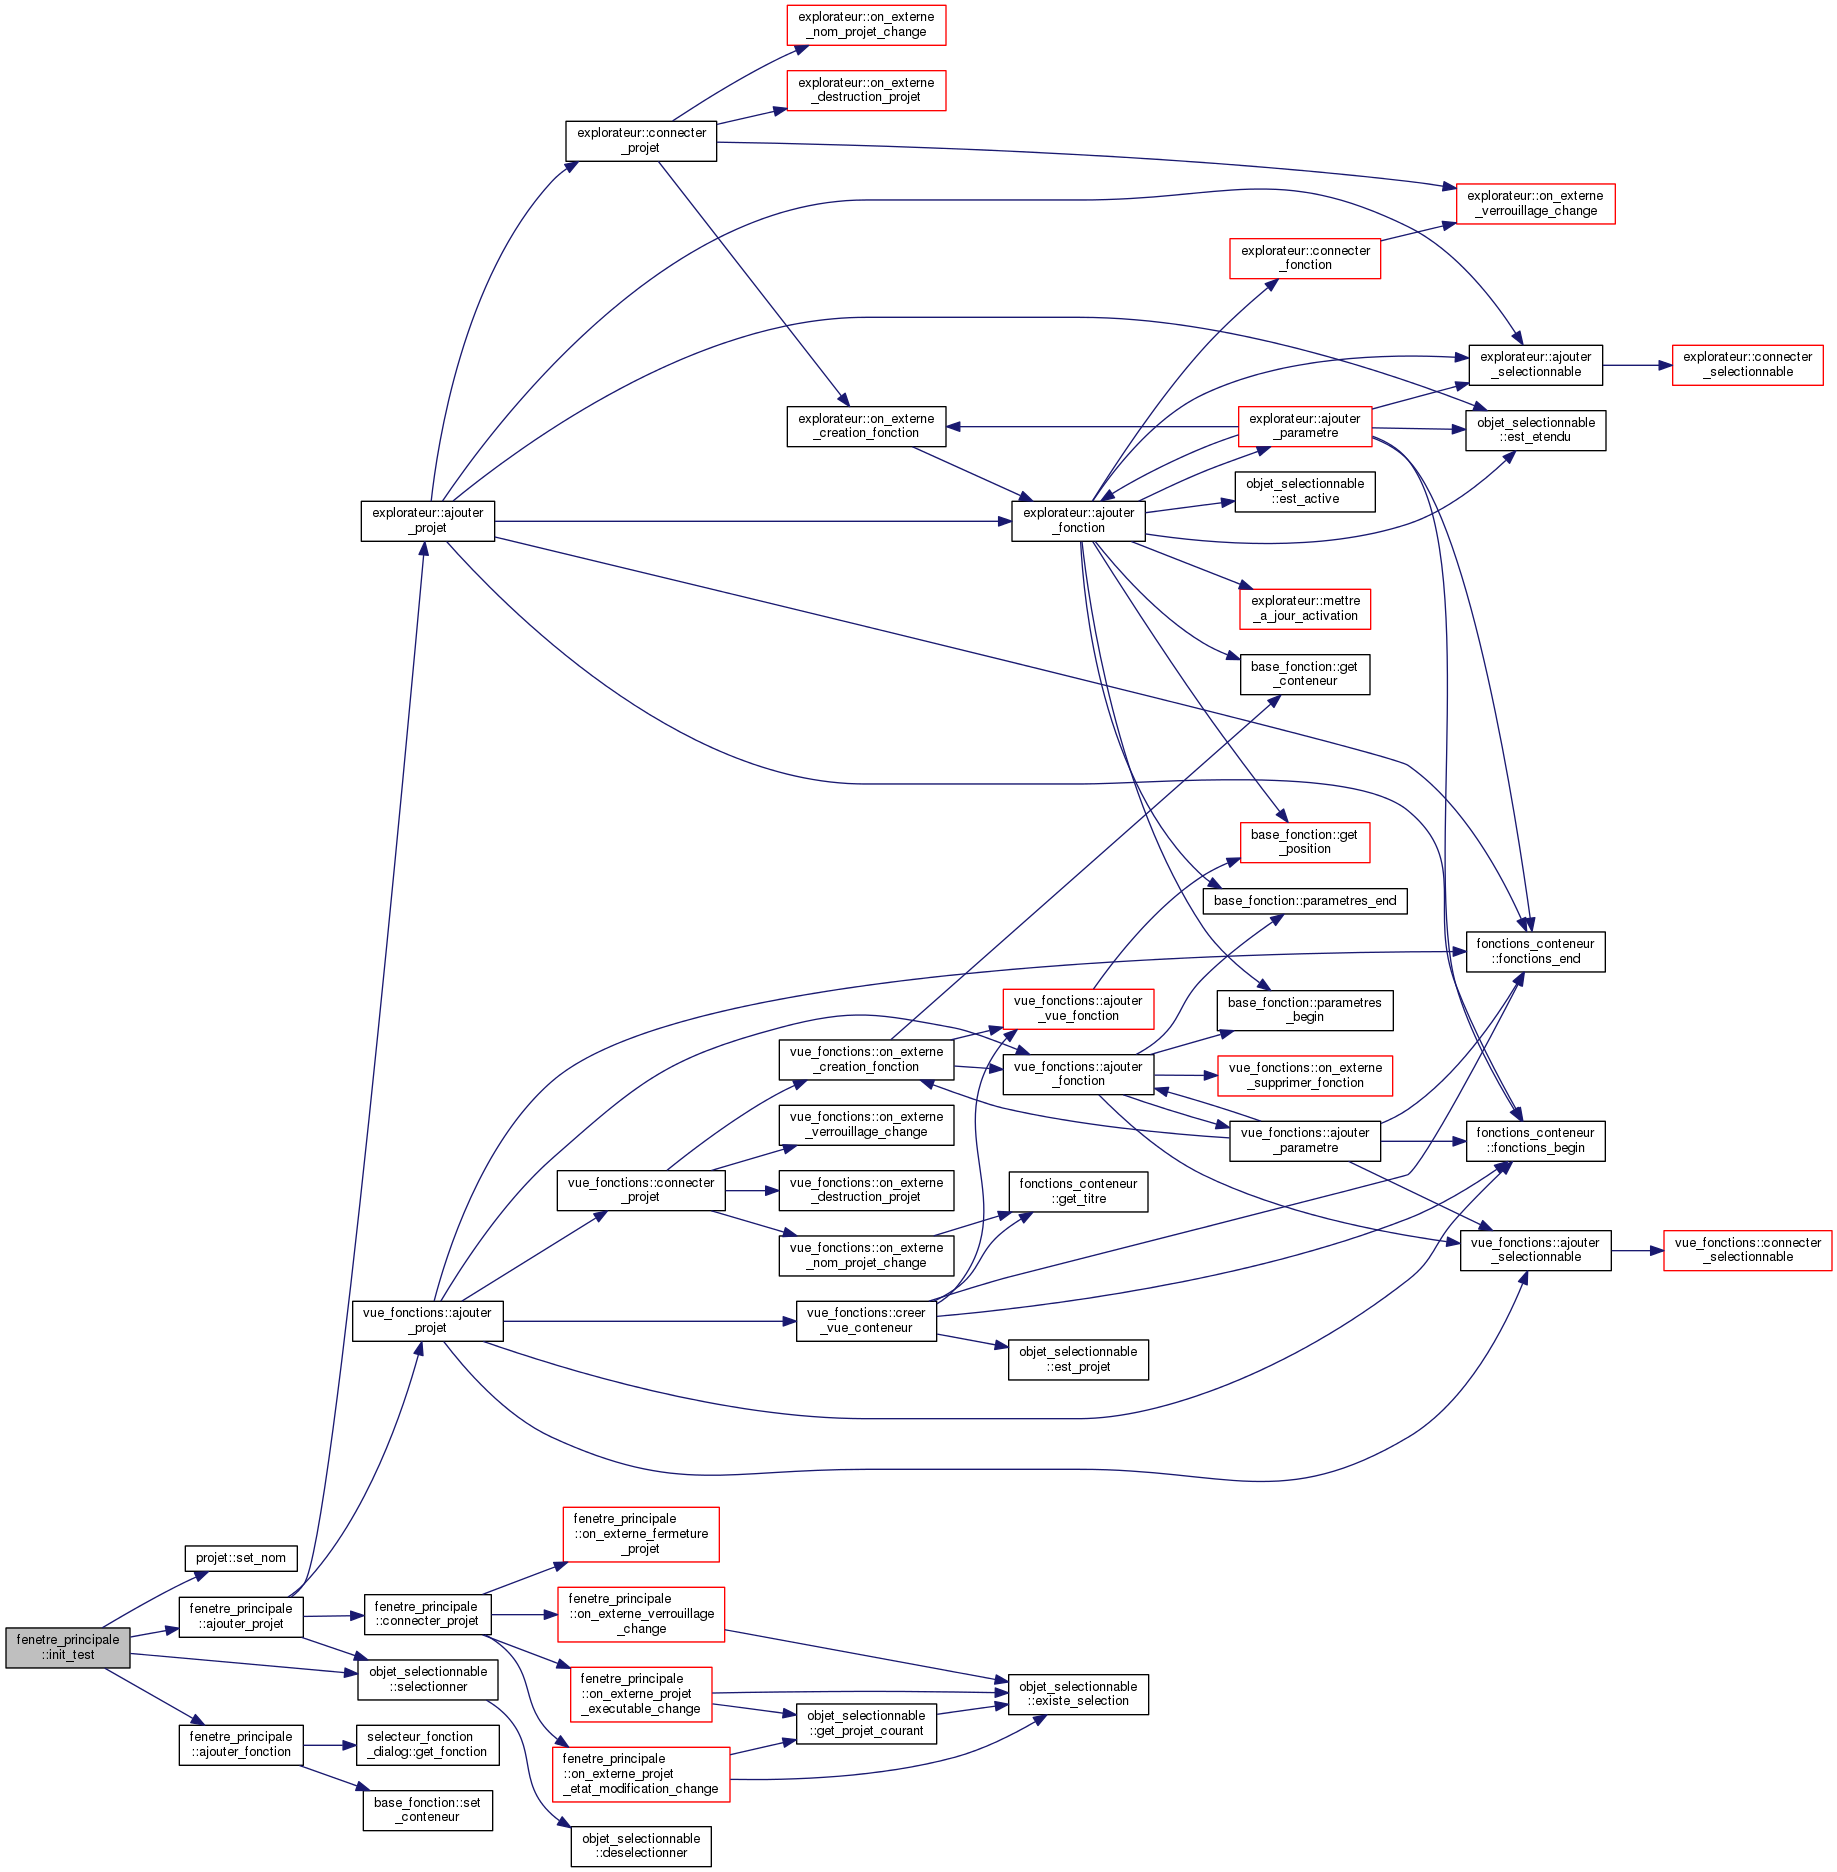 explorateur::on_externe
_nom_projet_change
explorateur::on_externe
_destruction_projet
explorateur::connecter
_projet
explorateur::on_externe
_verrouillage_change
explorateur::connecter
_fonction
explorateur::ajouter
_selectionnable
explorateur::connecter
_selectionnable
explorateur::on_externe
_creation_fonction
explorateur::ajouter
_parametre
objet_selectionnable
::est_etendu
objet_selectionnable
::est_active
explorateur::ajouter
_projet
explorateur::ajouter
_fonction
explorateur::mettre
_a_jour_activation
base_fonction::get
_conteneur
base_fonction::get
_position
base_fonction::parametres_end
fonctions_conteneur
::fonctions_end
vue_fonctions::ajouter
_vue_fonction
base_fonction::parametres
_begin
vue_fonctions::on_externe
_creation_fonction
vue_fonctions::ajouter
_fonction
vue_fonctions::on_externe
_supprimer_fonction
vue_fonctions::on_externe
_verrouillage_change
vue_fonctions::ajouter
_parametre
fonctions_conteneur
::fonctions_begin
vue_fonctions::connecter
_projet
vue_fonctions::on_externe
_destruction_projet
fonctions_conteneur
::get_titre
vue_fonctions::on_externe
_nom_projet_change
vue_fonctions::ajouter
_selectionnable
vue_fonctions::connecter
_selectionnable
vue_fonctions::ajouter
_projet
vue_fonctions::creer
_vue_conteneur
objet_selectionnable
::est_projet
fenetre_principale
::on_externe_fermeture
_projet
projet::set_nom
fenetre_principale
::ajouter_projet
fenetre_principale
::connecter_projet
fenetre_principale
::on_externe_verrouillage
_change
fenetre_principale
::init_test
objet_selectionnable
::selectionner
fenetre_principale
::on_externe_projet
_executable_change
objet_selectionnable
::existe_selection
objet_selectionnable
::get_projet_courant
fenetre_principale
::ajouter_fonction
selecteur_fonction
_dialog::get_fonction
fenetre_principale
::on_externe_projet
_etat_modification_change
base_fonction::set
_conteneur
objet_selectionnable
::deselectionner